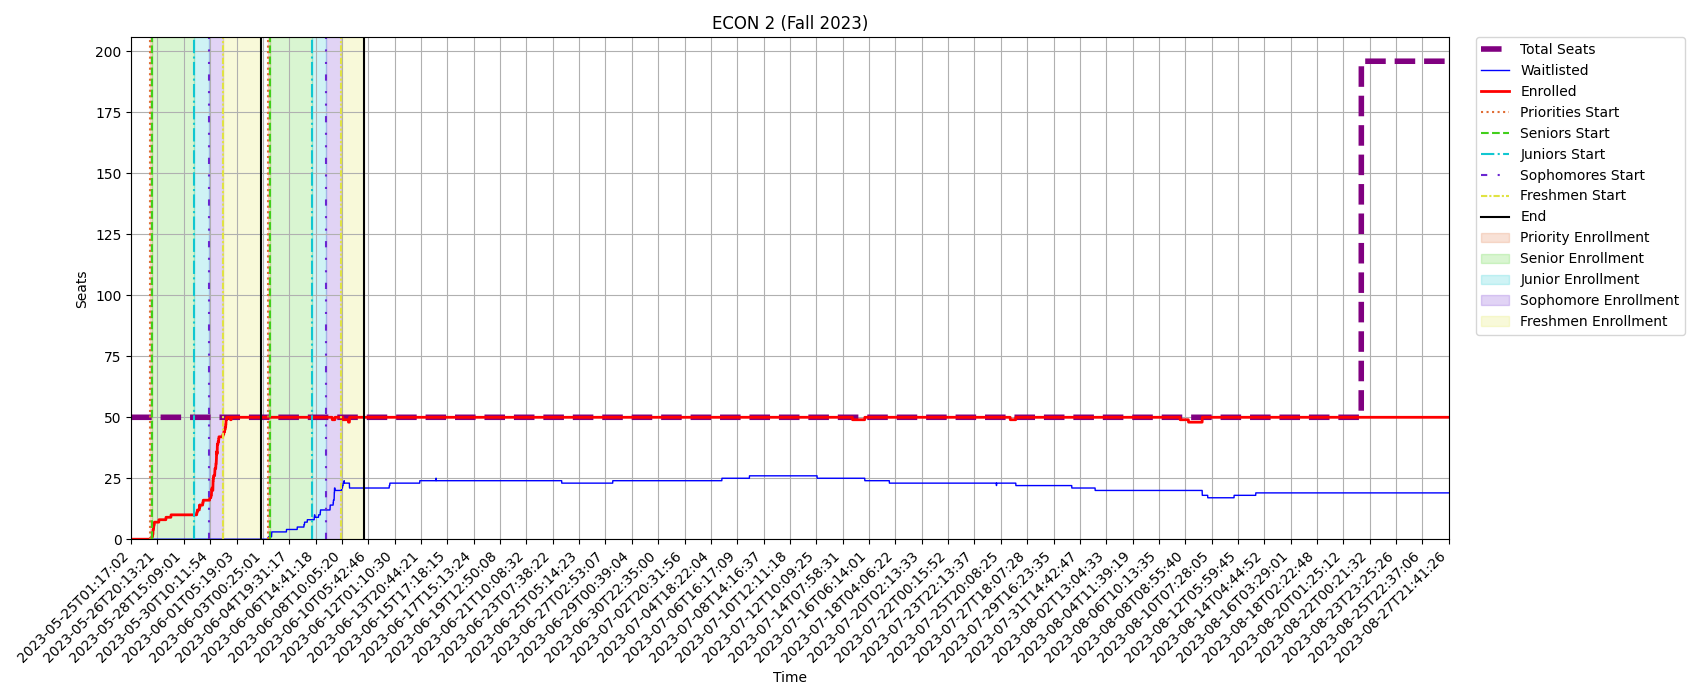 ECON 2 (Fall 2023)
200
175
150
125
100
75
50
25
0
Seats
2023-05-25T01:17:02
2023-05-26T20:13:21
2023-05-28T15:09:01
2023-05-30T10:11:54
2023-06-01T05:19:03
2023-06-03T00:25:01
2023-06-04T19:31:17
2023-06-06T14:41:18
2023-06-08T10:05:20
2023-06-10T05:42:46
2023-06-12T01:10:30
2023-06-13T20:44:21
2023-06-15T17:18:15
2023-06-17T15:13:24
2023-06-19T12:50:09
2023-06-21T10:08:32
2023-06-23T07:38:22
2023-06-25T05:14:23
2023-06-27T02:53:07
2023-06-29T00:39:04
2023-06-30T22:35:00
2023-07-02T20:31:56
2023-07-04T18:22:04
2023-07-06T16:17:09
2023-07-08T14:16:37
2023-07-10T12:11:18
2023-07-12T10:09:25
2023-07-14T07:58:31
2023-07-16T06:14:01
2023-07-18T04:06:22
2023-07-20T02:13:33
2023-07-22T00:15:52
2023-07-23T22:13:37
2023-07-25T20:08:25
2023-07-27T18:07:28
2023-07-29T16:23:35
2023-07-31T14:42:47
2023-08-02T13:04:33
2023-08-04T11:39:19
2023-08-06T10:13:35
2023-08-08T08:55:40
2023-08-10T07:28:05
2023-08-12T05:59:45
2023-08-14T04:44:52
2023-08-16T03:29:01
2023-08-18T02:22:48
2023-08-20T01:25:12
2023-08-22T00:21:32
2023-08-23T23:25:26
2023-08-25T22:37:06
2023-08-27T21:41:26
Time
Total Seats
Waitlisted
Enrolled
Priorities Start
Seniors Start
Juniors Start
Sophomores Start
Freshmen Start
End
Priority Enrollment
Senior Enrollment
Junior Enrollment
Sophomore Enrollment
Freshmen Enrollment